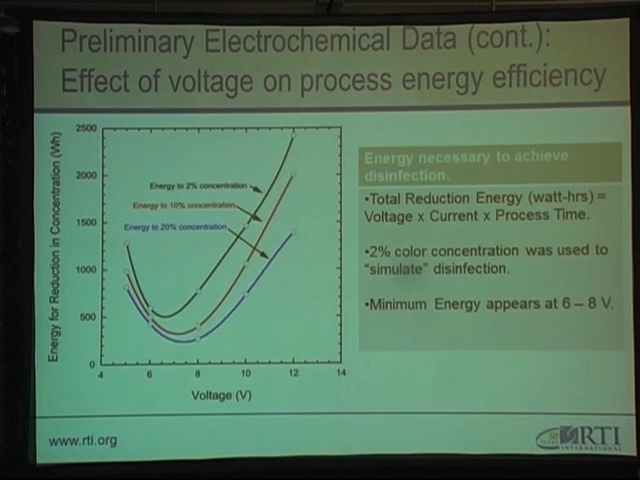 Preliminary Electrochemical Data (cont.):
Effect of voltage on process energy efficiency
Energy for Reduction in Concentration (Wh)
2500
2000
1500
1000
500
0
4
6
8
10
12
14
Voltage (V)
Energy to 2% concentration
Energy to 10% concentration
Energy to 20% concentration
Energy necessary to achieve
disinfection.
•Total Reduction Energy (watt-hrs) =
Voltage x Current x Process Time.
•2% color concentration was used to
“simulate” disinfection.
•Minimum Energy appears at 6 – 8 V.
www.rti.org
RTI
INTERNATIONAL